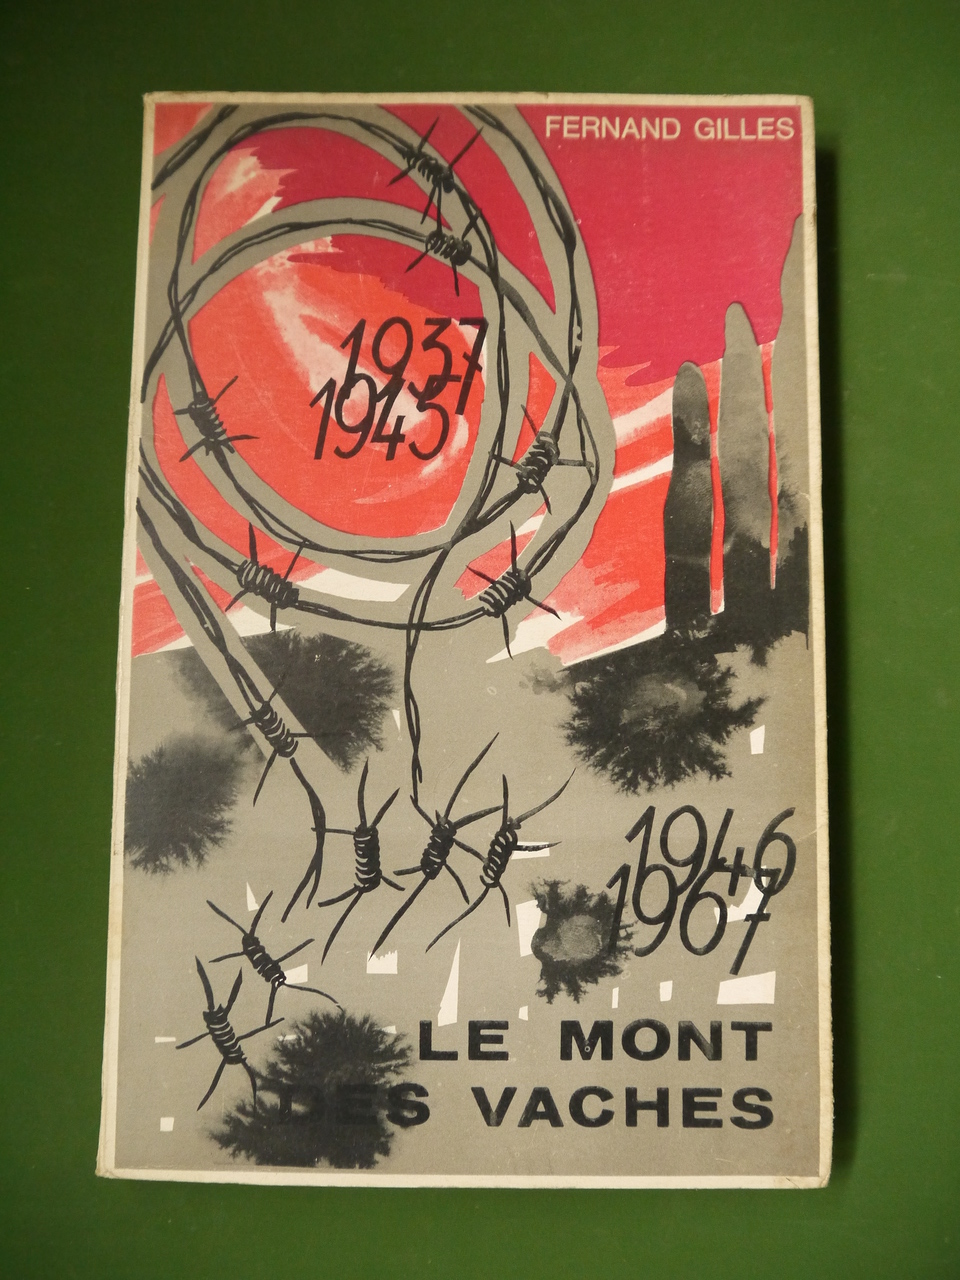 FERNAND GILLES
1937
1945
1946
1967
LE MONT
DES VACHES